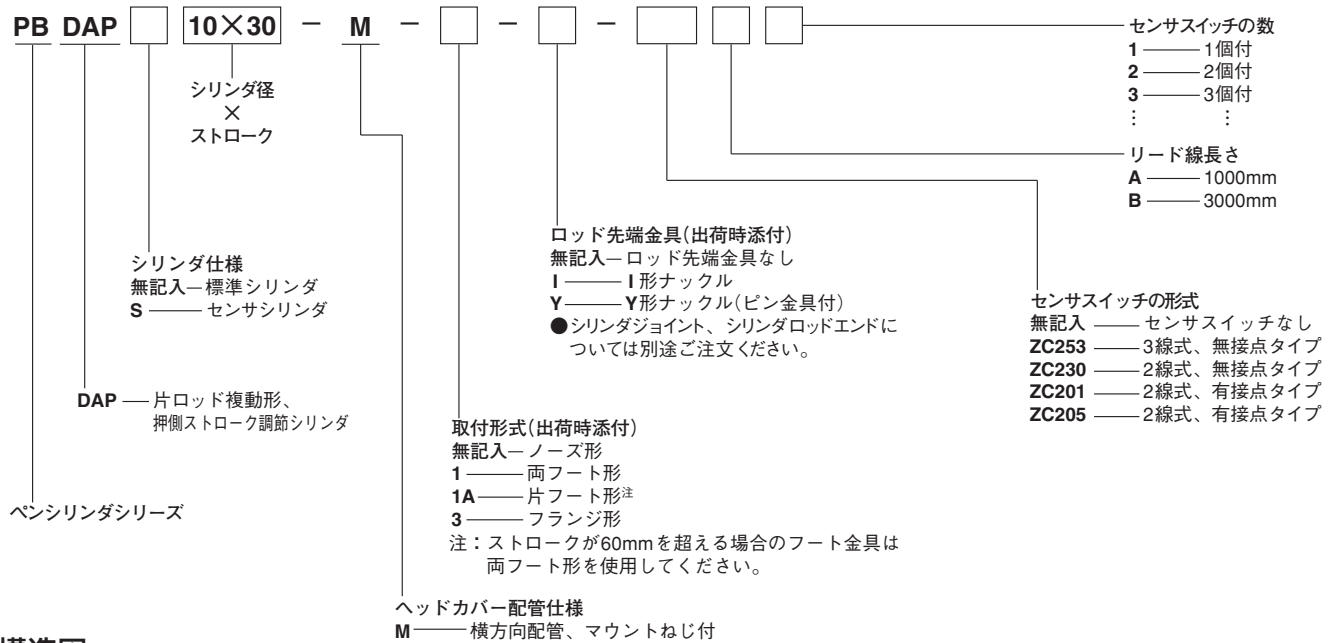 PB DAP □ 10×30 － M － □ － □ － □ □ □
センサスイッチの数
1 ―― 1個付
2 ―― 2個付
3 ―― 3個付
⋮ ⋮
リード線長さ
A ―― 1000mm
B ―― 3000mm
シリンダ径
×
ストローク
シリンダ仕様
無記入―標準シリンダ
S ―― センサシリンダ
ロッド先端金具(出荷時添付)
無記入―ロッド先端金具なし
I ―― I形ナックル
Y ―― Y形ナックル(ピン金具付)
●シリンダジョイント、シリンダロッドエンドに
ついては別途ご注文ください。
センサスイッチの形式
無記入 ―― センサスイッチなし
ZC253 ―― 3線式、無接点タイプ
ZC230 ―― 2線式、無接点タイプ
ZC201 ―― 2線式、有接点タイプ
ZC205 ―― 2線式、有接点タイプ
DAP ― 片ロッド複動形、
押側ストローク調節シリンダ
取付形式(出荷時添付)
無記入―ノーズ形
1 ―― 両フート形
1A ―― 片フート形注
3 ―― フランジ形
注：ストロークが60mmを超える場合のフート金具は
両フート形を使用してください。
ペンシリンダシリーズ
ヘッドカバー配管仕様
M ―― 横方向配管、マウントねじ付